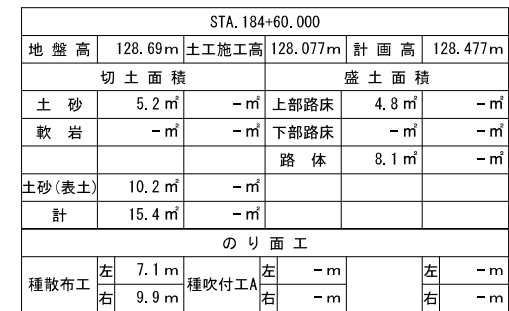 STA.184+60.000
地盤高 128.69m 土工施工高 128.077m 計画高 128.477m
切土面積 盛土面積
土砂 5.2㎡ -㎡ 上部路床 4.8㎡ -㎡
軟岩 -㎡ -㎡ 下部路床 -㎡ -㎡
路体 8.1㎡ -㎡
土砂(表土) 10.2㎡ -㎡
計 15.4㎡ -㎡
のり面工
種散布工 左 7.1m 種吹付工A 左 -m 左 -m
右 9.9m 右 -m 右 -m